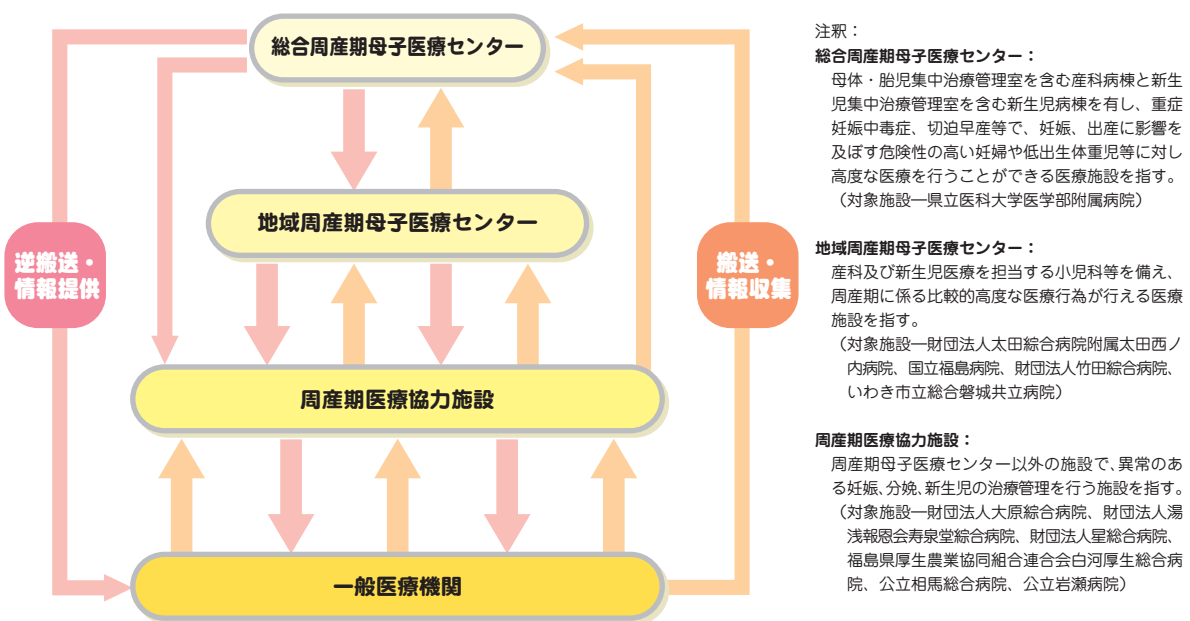 総合周産期母子医療センター
地域周産期母子医療センター
逆搬送・
情報提供
搬送・
情報収集
周産期医療協力施設
一般医療機関
注釈：
総合周産期母子医療センター：
母体・胎児集中治療管理室を含む産科病棟と新生
児集中治療管理室を含む新生児病棟を有し、重症
妊娠中毒症、切迫早産等で、妊娠、出産に影響を
及ぼす危険性の高い妊婦や低出生体重児等に対し
高度な医療を行うことができる医療施設を指す。
（対象施設―県立医科大学医学部附属病院）
地域周産期母子医療センター：
産科及び新生児医療を担当する小児科等を備え、
周産期に係る比較的高度な医療行為が行える医療
施設を指す。
（対象施設―財団法人太田綜合病院附属太田西ノ
内病院、国立福島病院、財団法人竹田綜合病院、
いわき市立総合磐城共立病院）
周産期医療協力施設：
周産期母子医療センター以外の施設で、異常のあ
る妊娠、分娩、新生児の治療管理を行う施設を指す。
（対象施設―財団法人大原綜合病院、財団法人湯
浅報恩会寿泉堂綜合病院、財団法人星総合病院、
福島県厚生農業協同組合連合会白河厚生総合病
院、公立相馬総合病院、公立岩瀬病院）